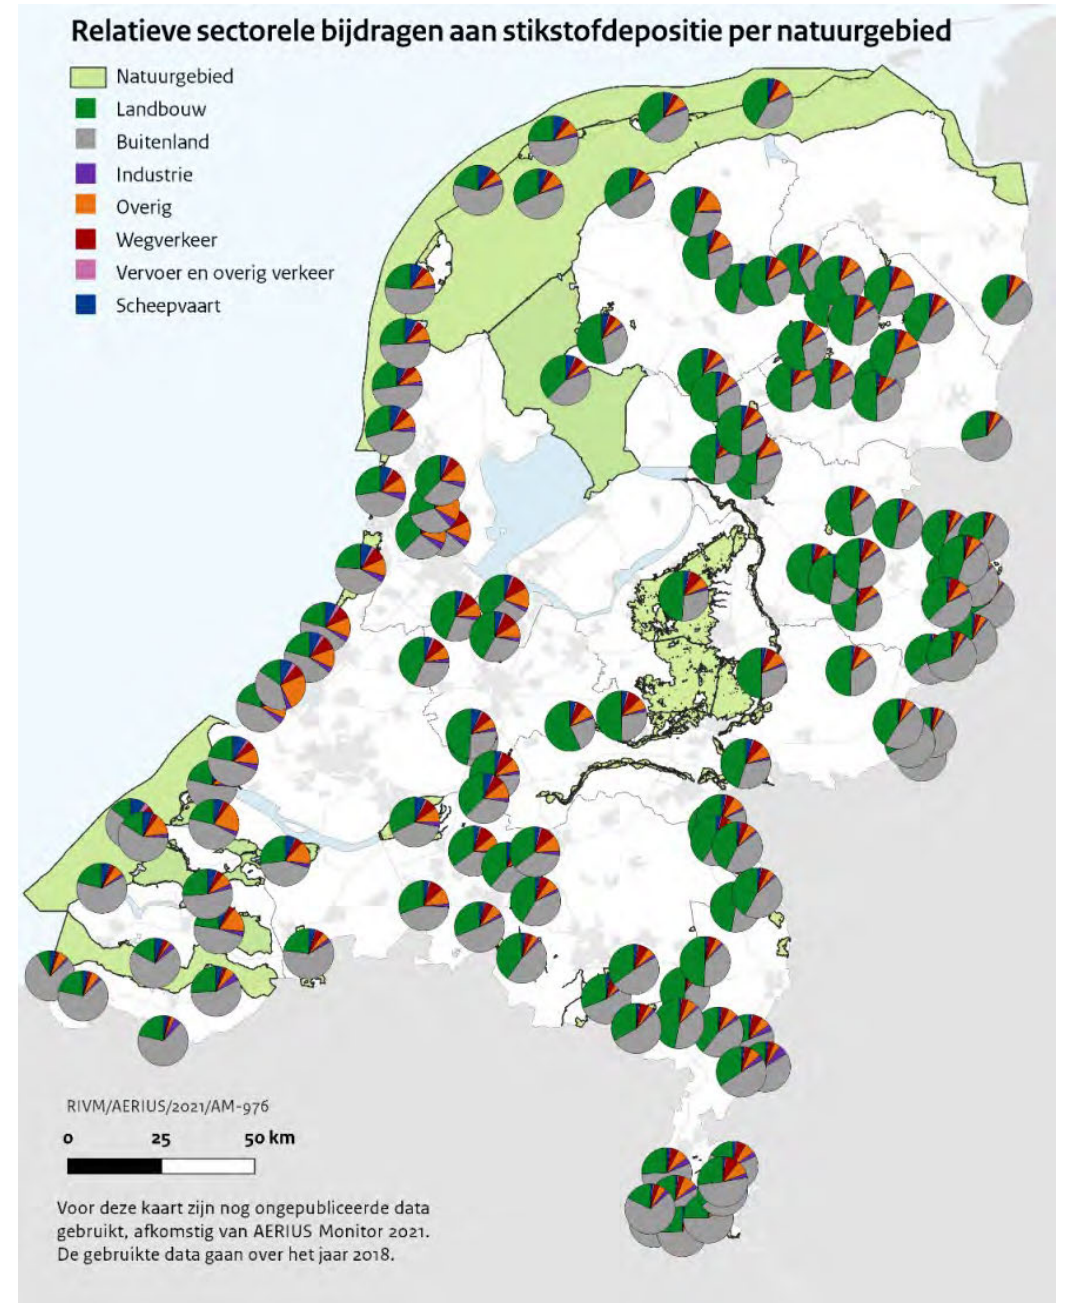 Relatieve sectorele bijdragen aan stikstofdepositie per natuurgebied
Natuurgebied
Landbouw
Buitenland
Industrie
Overig
Wegverkeer
Vervoer en overig verkeer
Scheepvaart
RIVM/AERIUS/2021/AM-976
0 25 50 km
Voor deze kaart zijn nog ongepubliceerde data
gebruikt, afkomstig van AERIUS Monitor 2021.
De gebruikte data gaan over het jaar 2018.